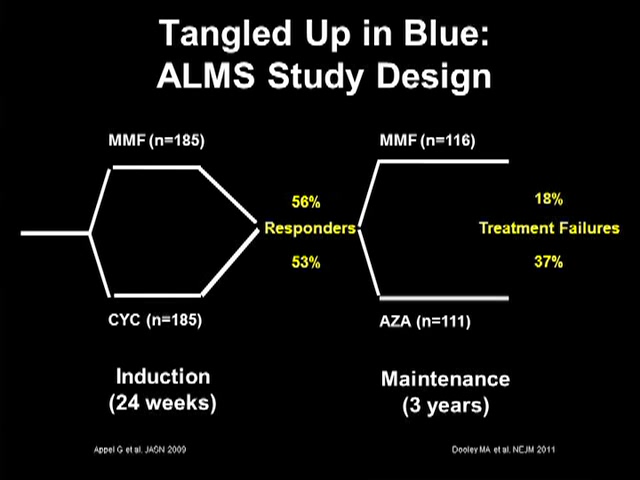 Tangled Up in Blue:
ALMS Study Design
MMF (n=185)
MMF (n=116)
56%
18%
Responders
Treatment Failures
53%
37%
CYC (n=185)
AZA (n=111)
Induction
(24 weeks)
Maintenance
(3 years)
Appel G et al. JASN 2009
Dooley MA et al. NEJM 2011